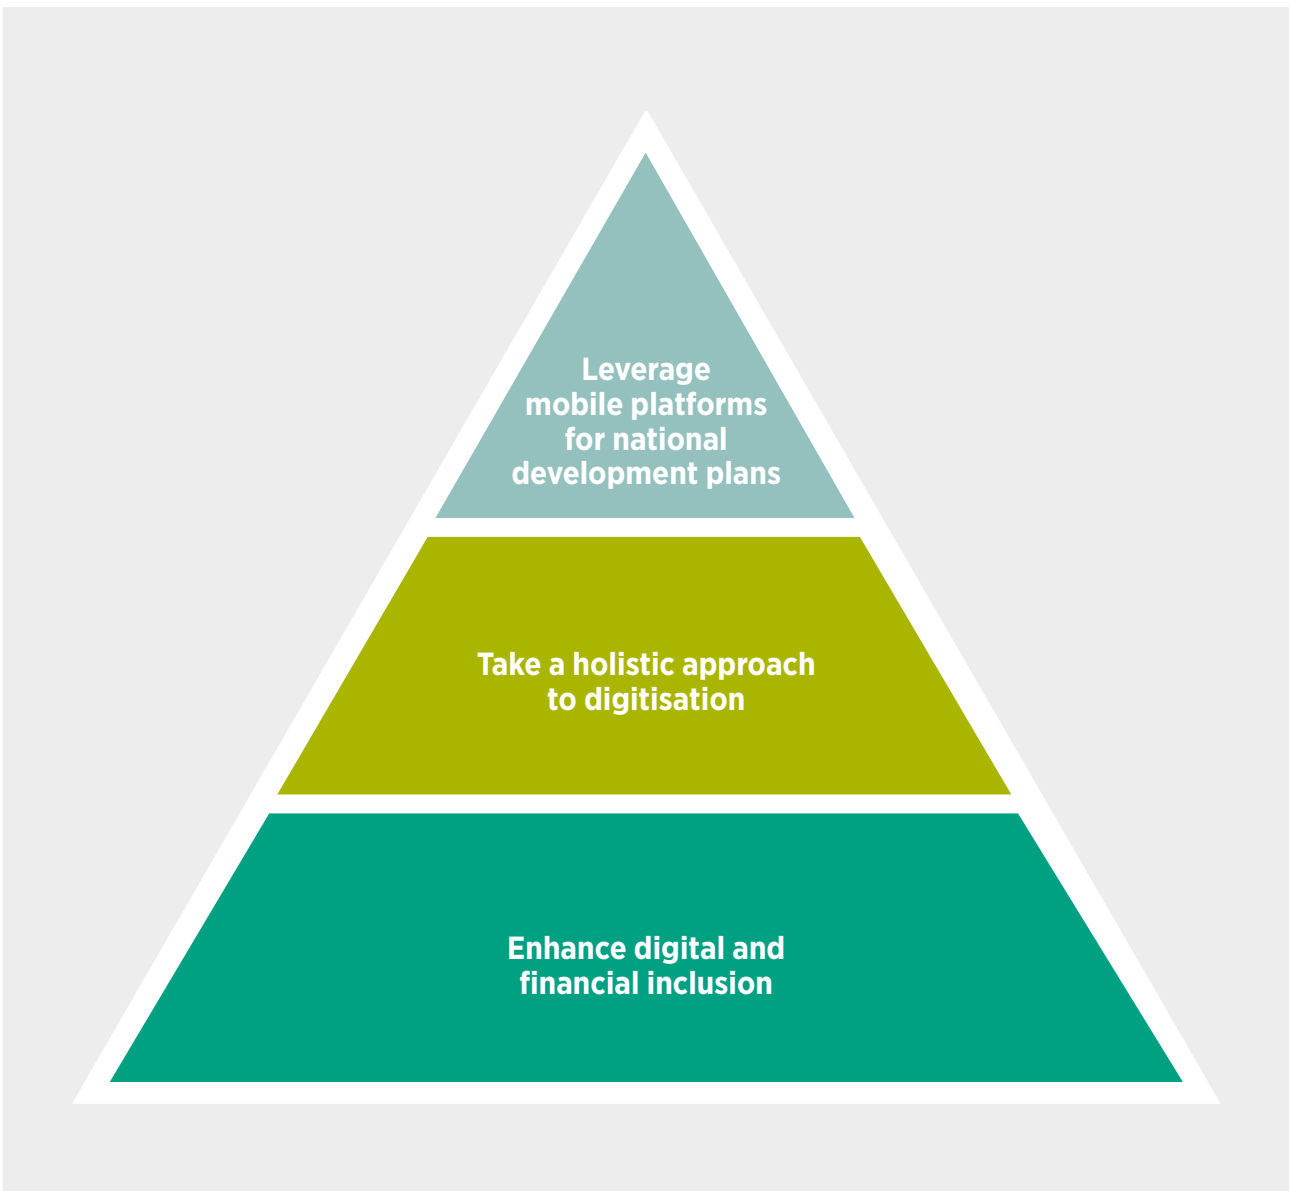 Leverage
mobile platforms
for national
development plans
Take a holistic approach
to digitisation
Enhance digital and
financial inclusion